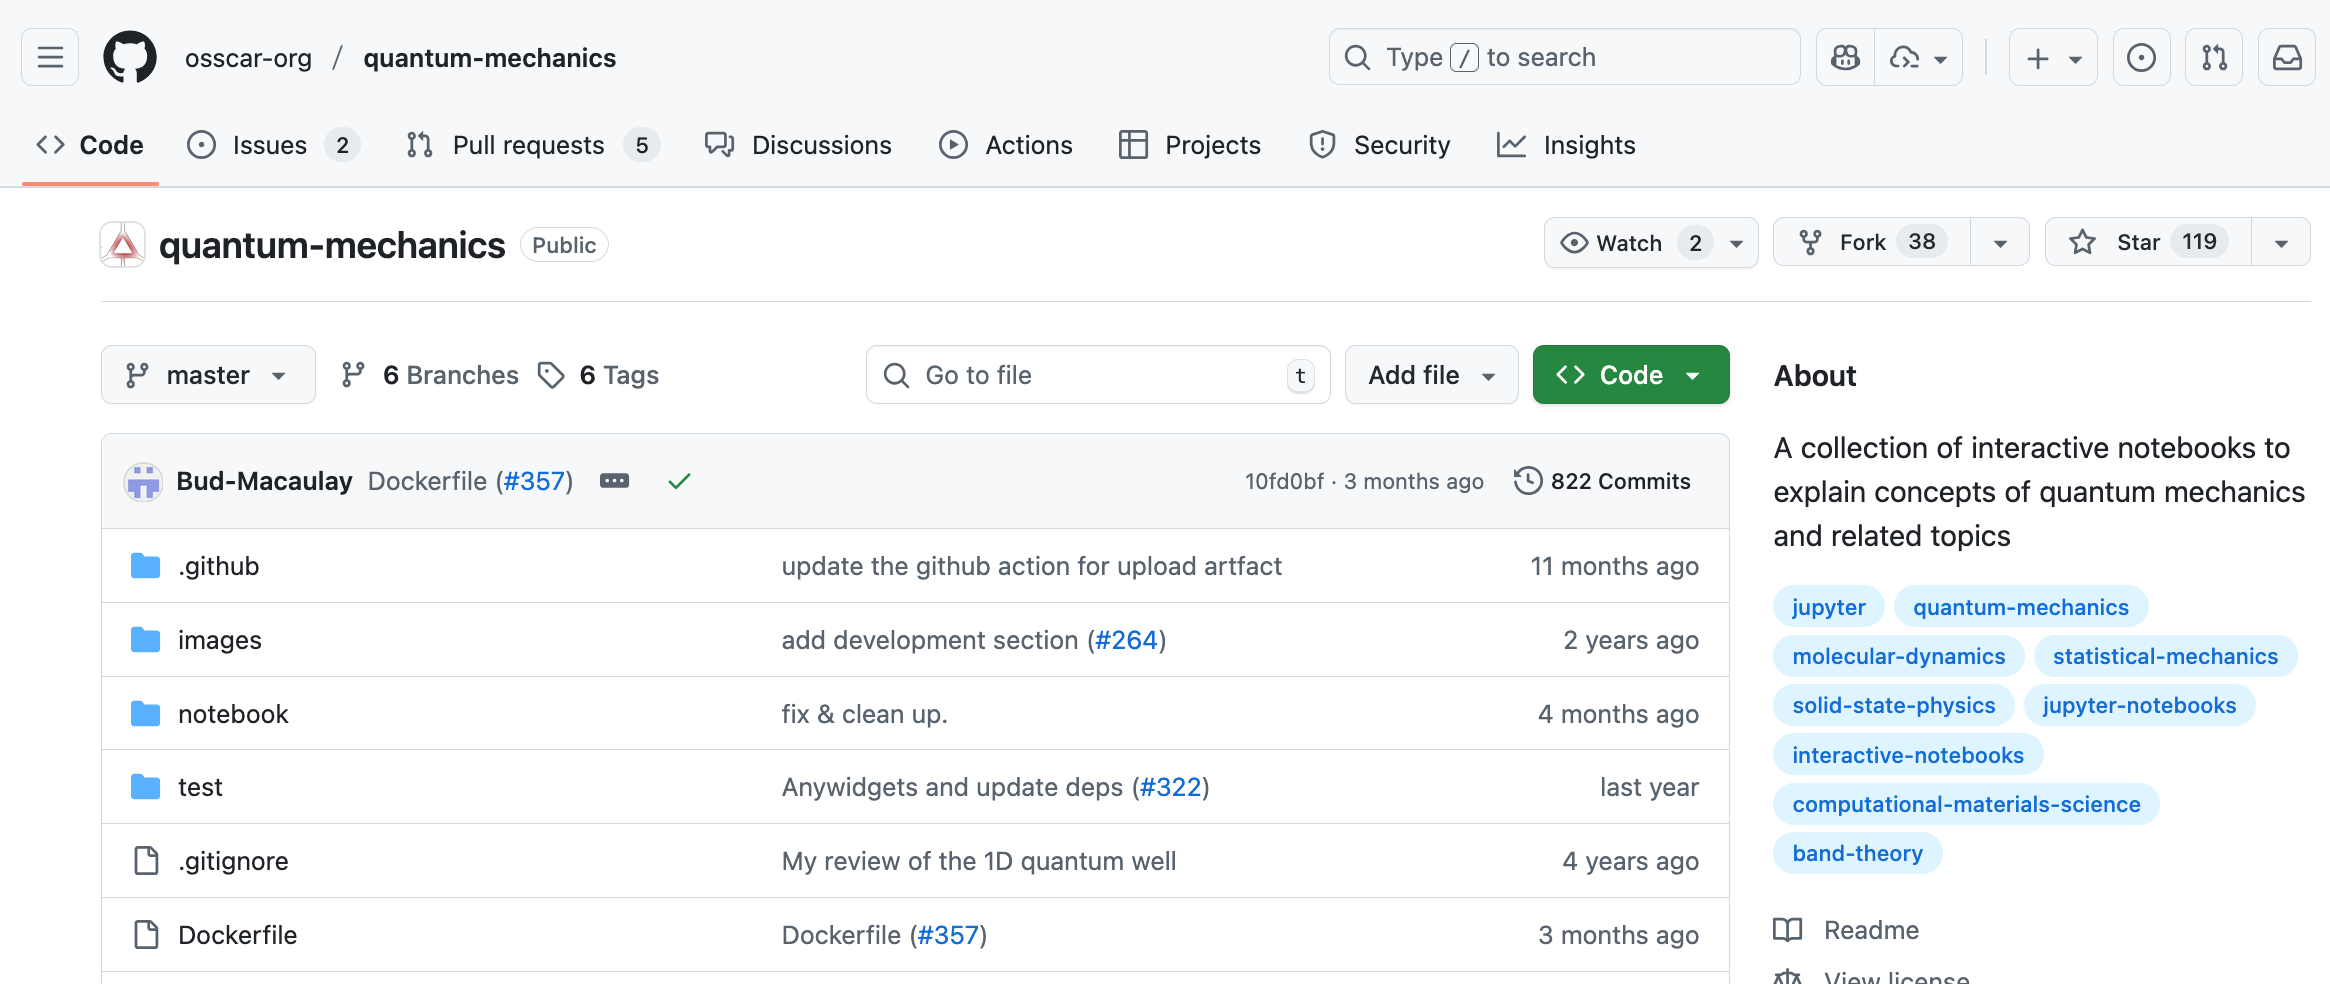 osscar-org / quantum-mechanics
Type / to search
Code
Issues 2
Pull requests 5
Discussions
Actions
Projects
Security
Insights
quantum-mechanics Public
Watch 2
Fork 38
Star 119
master
6 Branches
6 Tags
Go to file t
Add file
Code
Bud-Macaulay Dockerfile (#357)
10fd0bf · 3 months ago
822 Commits
.github update the github action for upload artfact 11 months ago
images add development section (#264) 2 years ago
notebook fix & clean up. 4 months ago
test Anywidgets and update deps (#322) last year
.gitignore My review of the 1D quantum well 4 years ago
Dockerfile Dockerfile (#357) 3 months ago
About
A collection of interactive notebooks to
explain concepts of quantum mechanics
and related topics
jupyter quantum-mechanics
molecular-dynamics statistical-mechanics
solid-state-physics jupyter-notebooks
interactive-notebooks
computational-materials-science
band-theory
Readme
View license